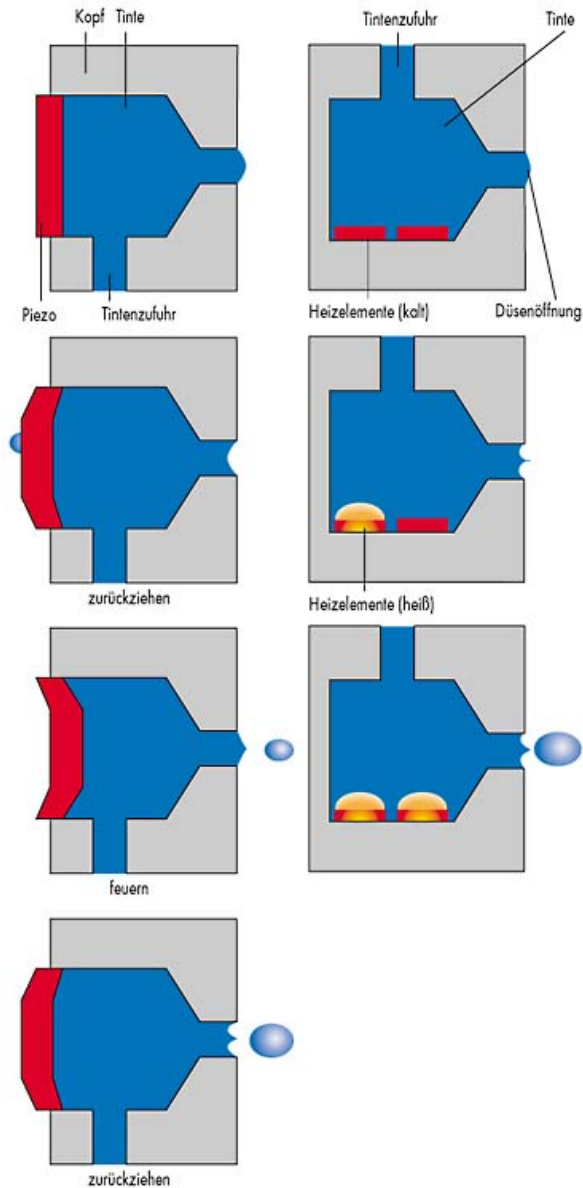 Kopf Tinte
Tintenzufuhr
Tinte
Piezo
Tintenzufuhr
Heizelemente (kalt)
Düsenöffnung
zurückziehen
Heizelemente (heiß)
feuern
zurückziehen